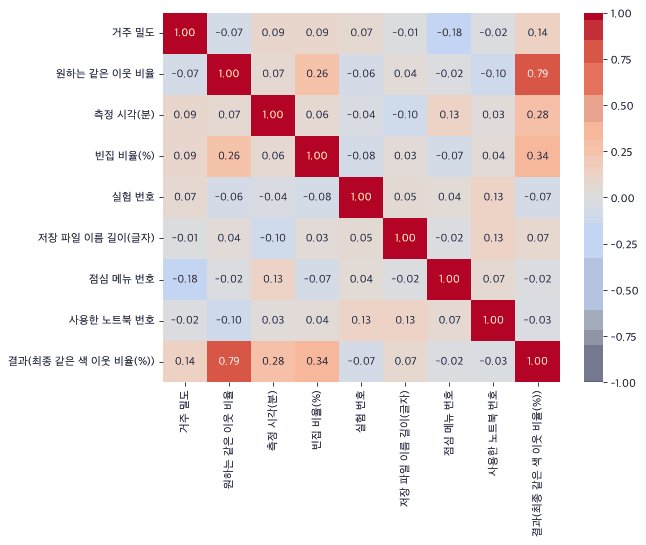 거주 밀도 1.00 -0.07 0.09 0.09 0.07 -0.01 -0.18 -0.02 0.14
원하는 같은 이웃 비율 -0.07 1.00 0.07 0.26 -0.06 0.04 -0.02 -0.10 0.79
측정 시각(분) 0.09 0.07 1.00 0.06 -0.04 -0.10 0.13 0.03 0.28
빈집 비율(%) 0.09 0.26 0.06 1.00 -0.08 0.03 -0.07 0.04 0.34
실험 번호 0.07 -0.06 -0.04 -0.08 1.00 0.05 0.04 0.13 -0.07
저장 파일 이름 길이(글자) -0.01 0.04 -0.10 0.03 0.05 1.00 -0.02 0.13 0.07
점심 메뉴 번호 -0.18 -0.02 0.13 -0.07 0.04 -0.02 1.00 0.07 -0.02
사용한 노트북 번호 -0.02 -0.10 0.03 0.04 0.13 0.13 0.07 1.00 -0.03
결과(최종 같은 색 이웃 비율(%)) 0.14 0.79 0.28 0.34 -0.07 0.07 -0.02 -0.03 1.00
거주 밀도
원하는 같은 이웃 비율
측정 시각(분)
빈집 비율(%)
실험 번호
저장 파일 이름 길이(글자)
점심 메뉴 번호
사용한 노트북 번호
결과(최종 같은 색 이웃 비율(%))
1.00
0.75
0.50
0.25
0.00
-0.25
-0.50
-0.75
-1.00